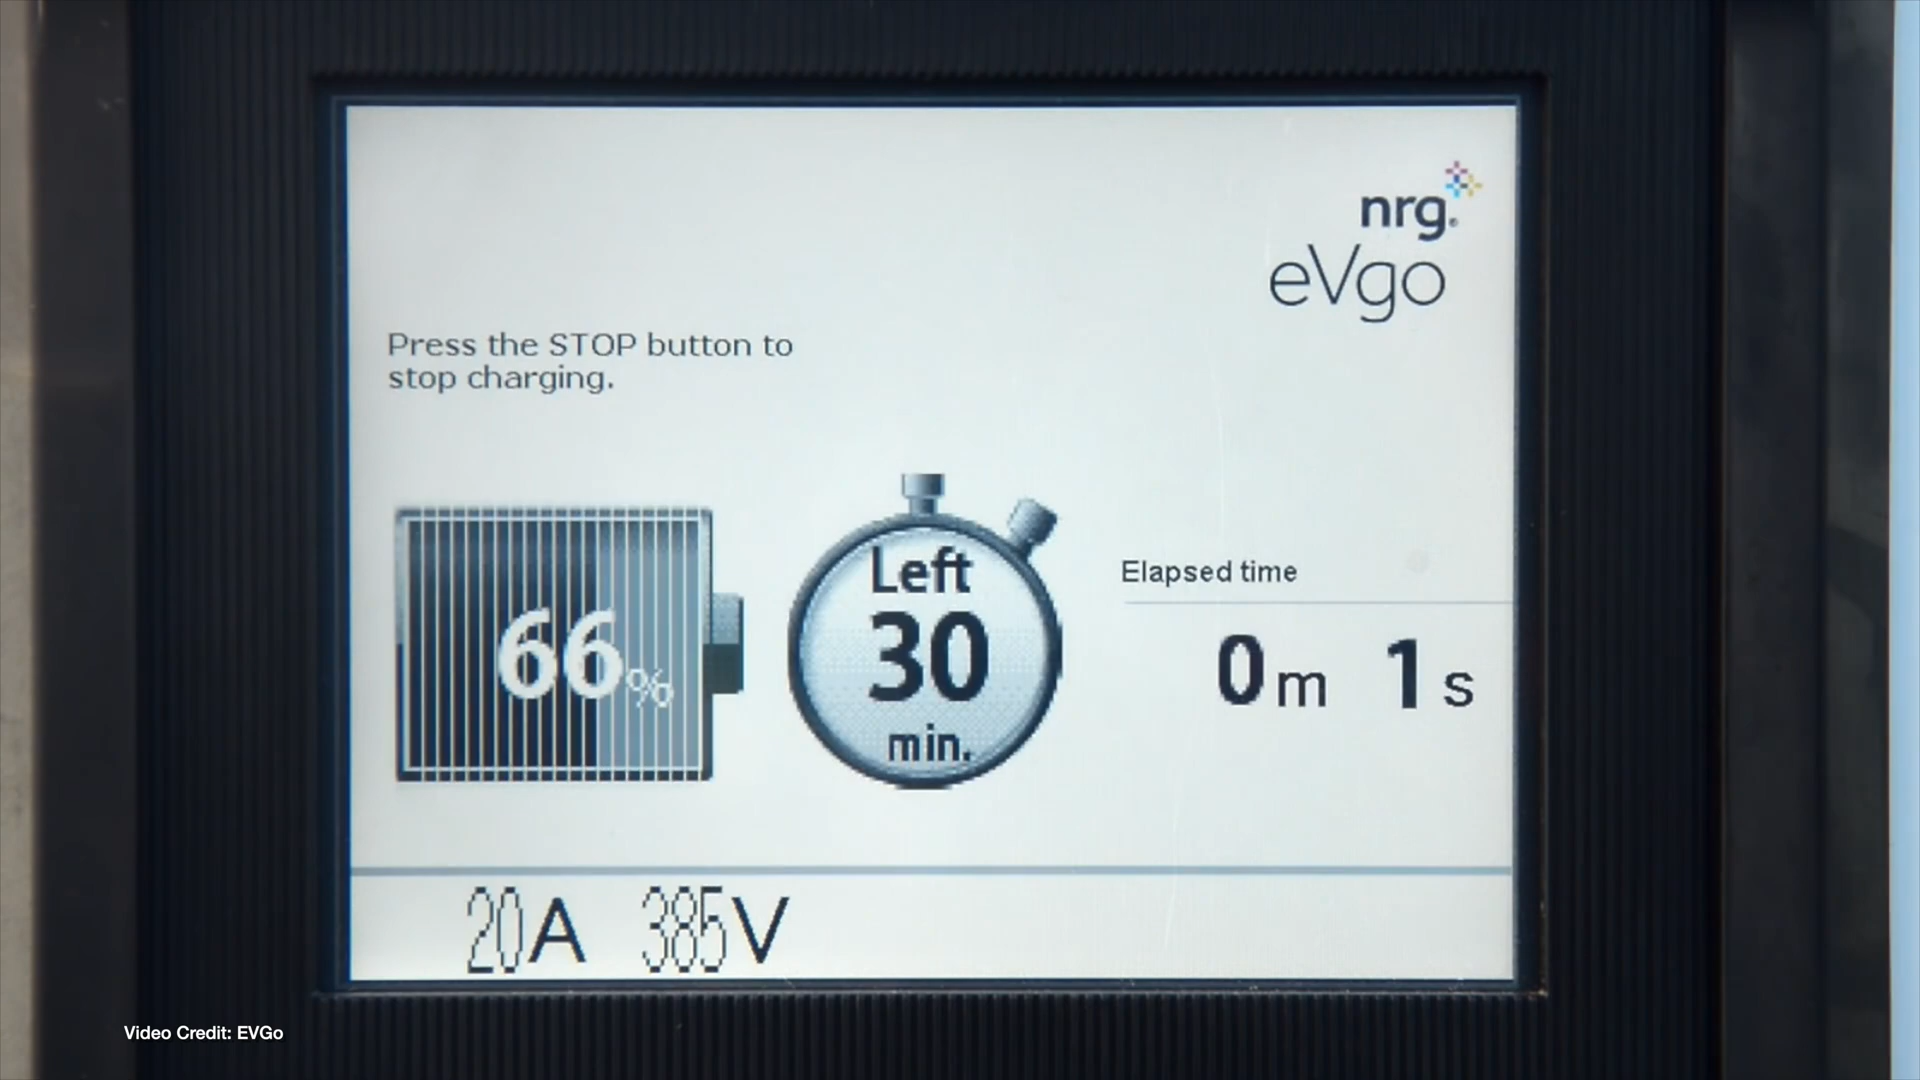 nrg.
eVgo
Press the STOP button to
stop charging.
66%
Left
30
min.
Elapsed time
0m 1s
20A 385V
Video Credit: EVGo